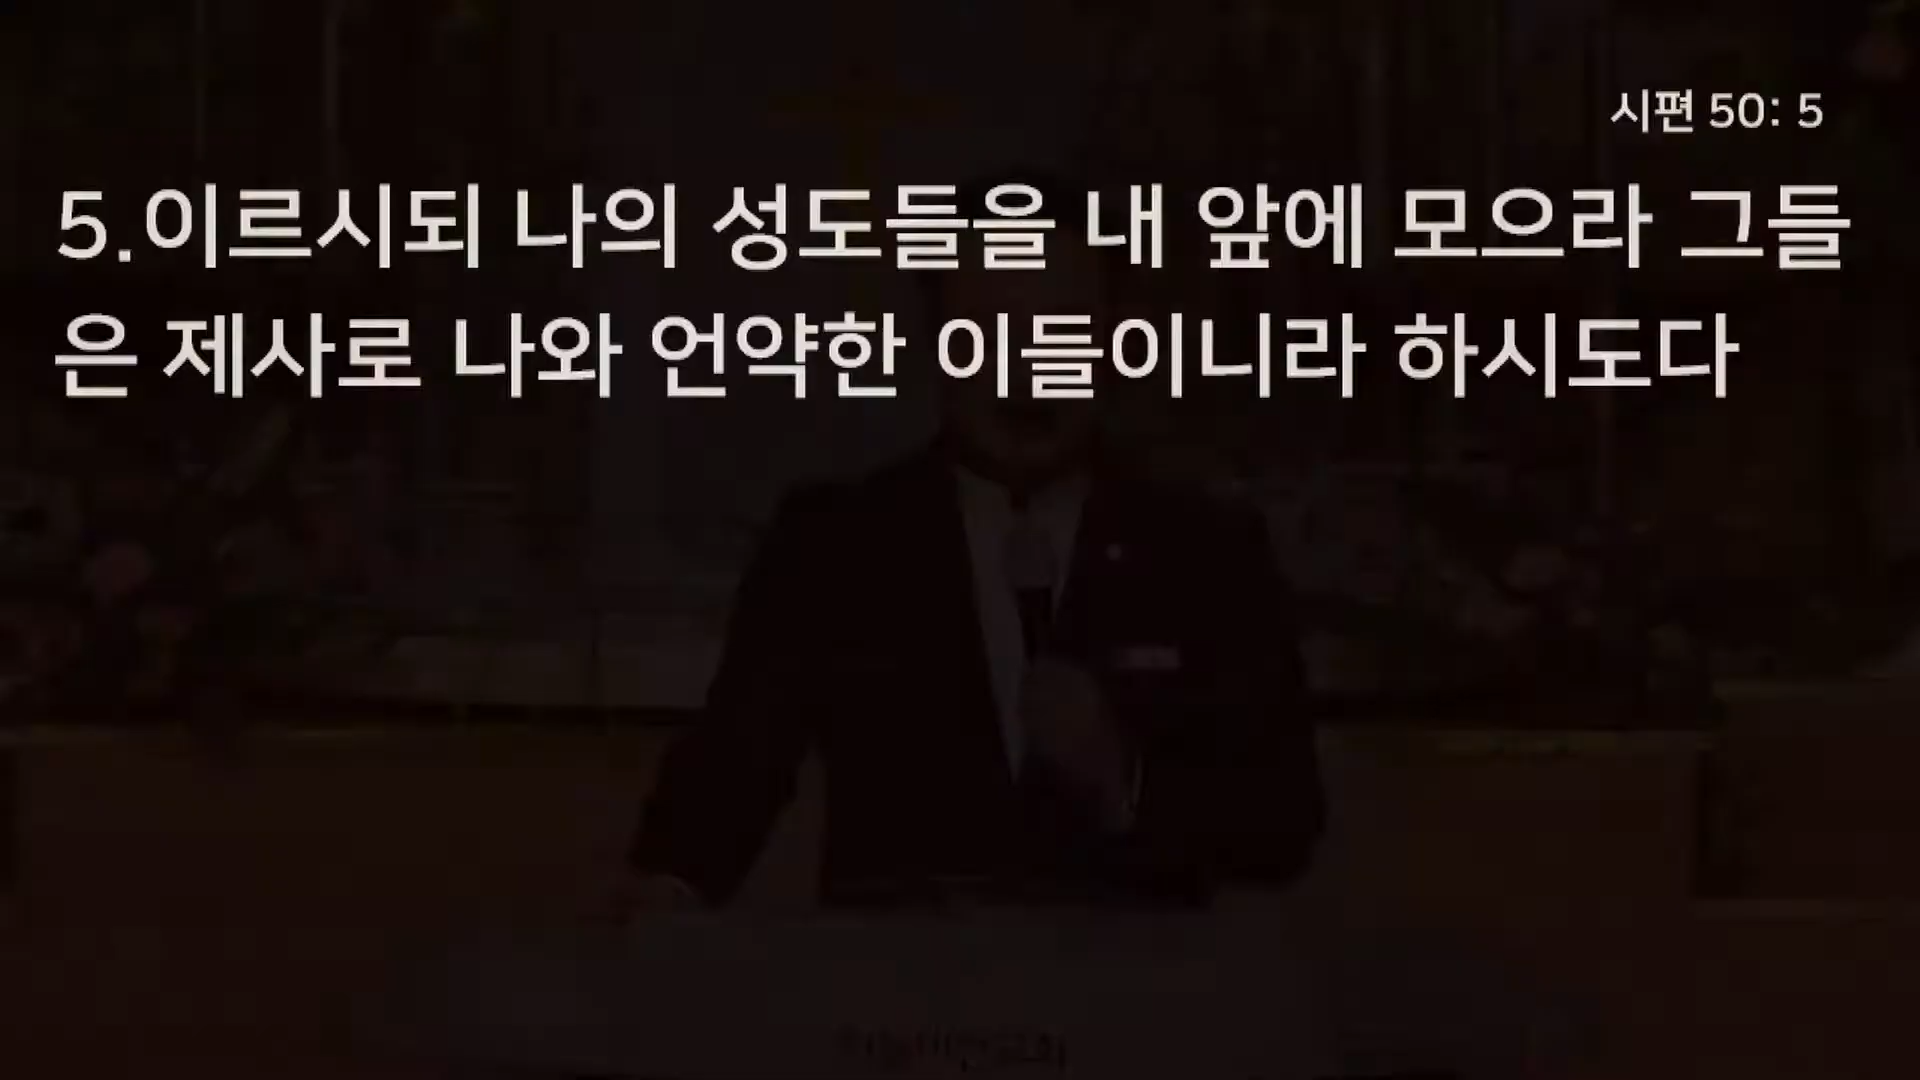 시편 50: 5
5.이르시되 나의 성도들을 내 앞에 모으라 그들
은 제사로 나와 언약한 이들이니라 하시도다